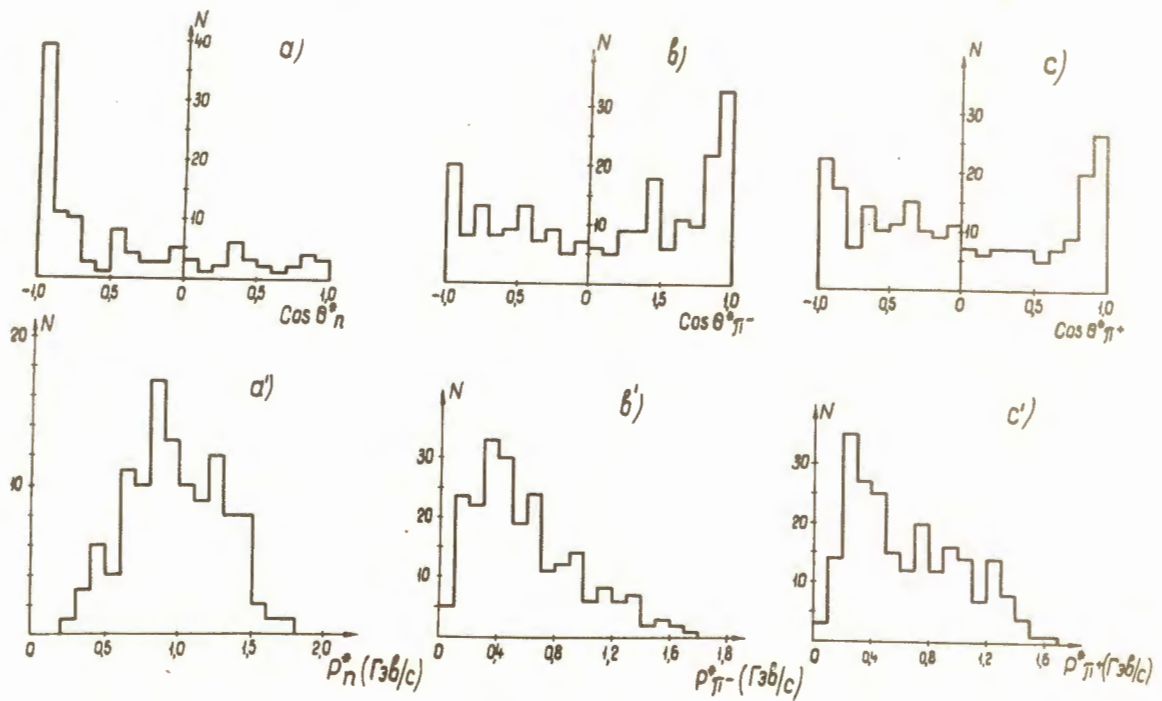 N
40
30
20
10
а)
-1,0 0,5 0 0,5 1,0
Cos θ*n
N
30
20
10
в)
-1,0 0,5 0 1,5 1,0
Cos θ*π-
N
30
20
10
с)
-1,0 0,5 0 0,5 1,0
Cos θ*π+
N
20
10
а')
0 0,5 1,0 1,5 2,0
P*n (Гэв/с)
N
30
20
10
в')
0 0,4 0,8 1,2 1,6 1,8
P*π- (Гэв/с)
N
30
20
10
с')
0 0,4 0,8 1,2 1,6
P*π+ (Гэв/с)